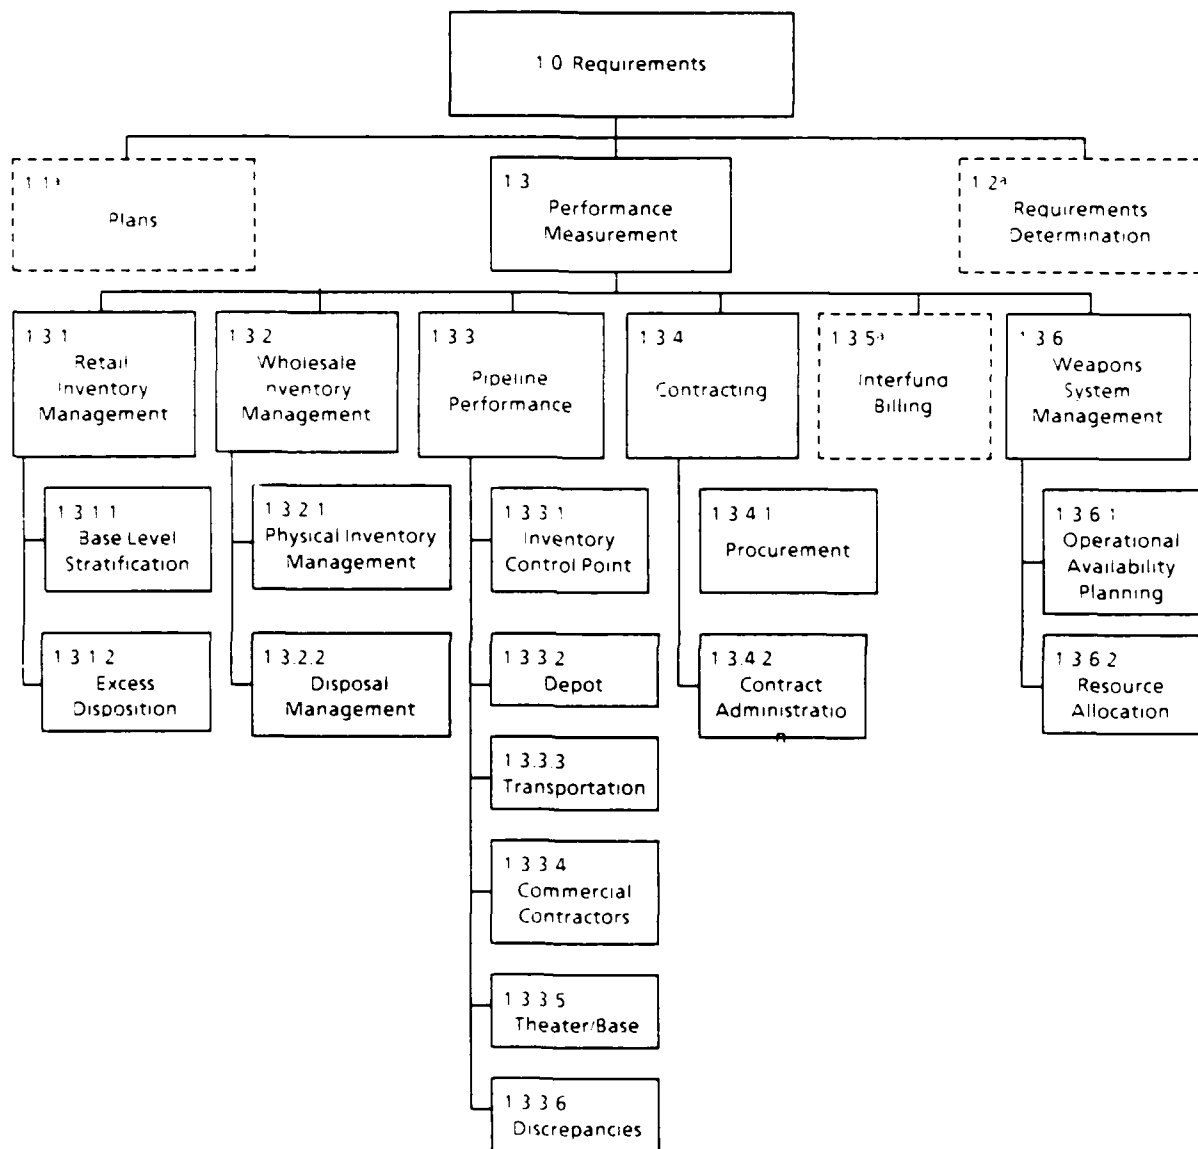 1 0 Requirements
1 1ª
Plans
1 3
Performance
Measurement
1 2ª
Requirements
Determination
1 3 1
Retail
Inventory
Management
1 3 2
Wholesale
Inventory
Management
1 3 3
Pipeline
Performance
1 3 4
Contracting
1 3 5ª
Interfund
Billing
1 3 6
Weapons
System
Management
1 3 1 1
Base Level
Stratification
1 3 2 1
Physical Inventory
Management
1 3 3 1
Inventory
Control Point
1 3 4 1
Procurement
1 3 6 1
Operational
Availability
Planning
1 3 1 2
Excess
Disposition
1 3.2.2
Disposal
Management
1 3 3 2
Depot
1 3.4 2
Contract
Administratio
n
1 3 6 2
Resource
Allocation
1 3.3.3
Transportation
1 3 3 4
Commercial
Contractors
1 3 3 5
Theater/Base
1 3 3 6
Discrepancies